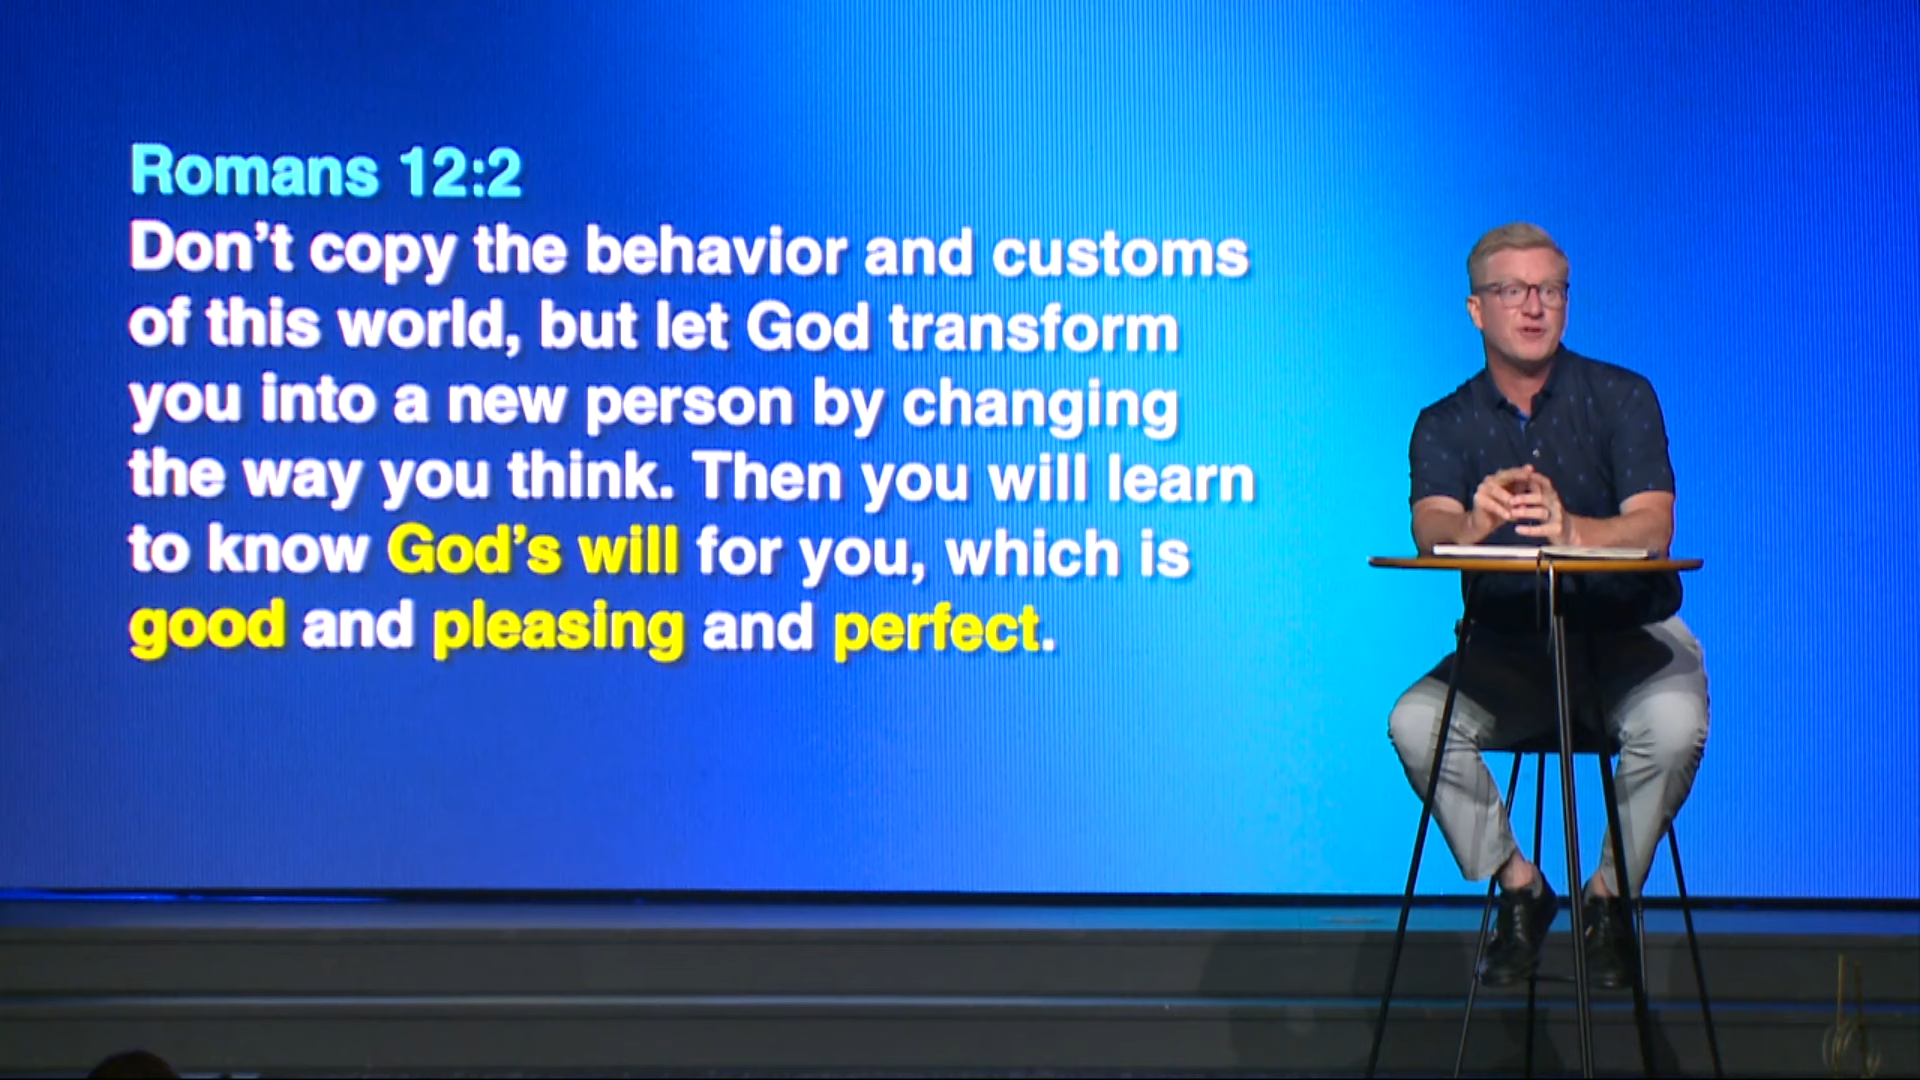 Romans 12:2
Don’t copy the behavior and customs
of this world, but let God transform
you into a new person by changing
the way you think. Then you will learn
to know God’s will for you, which is
good and pleasing and perfect.